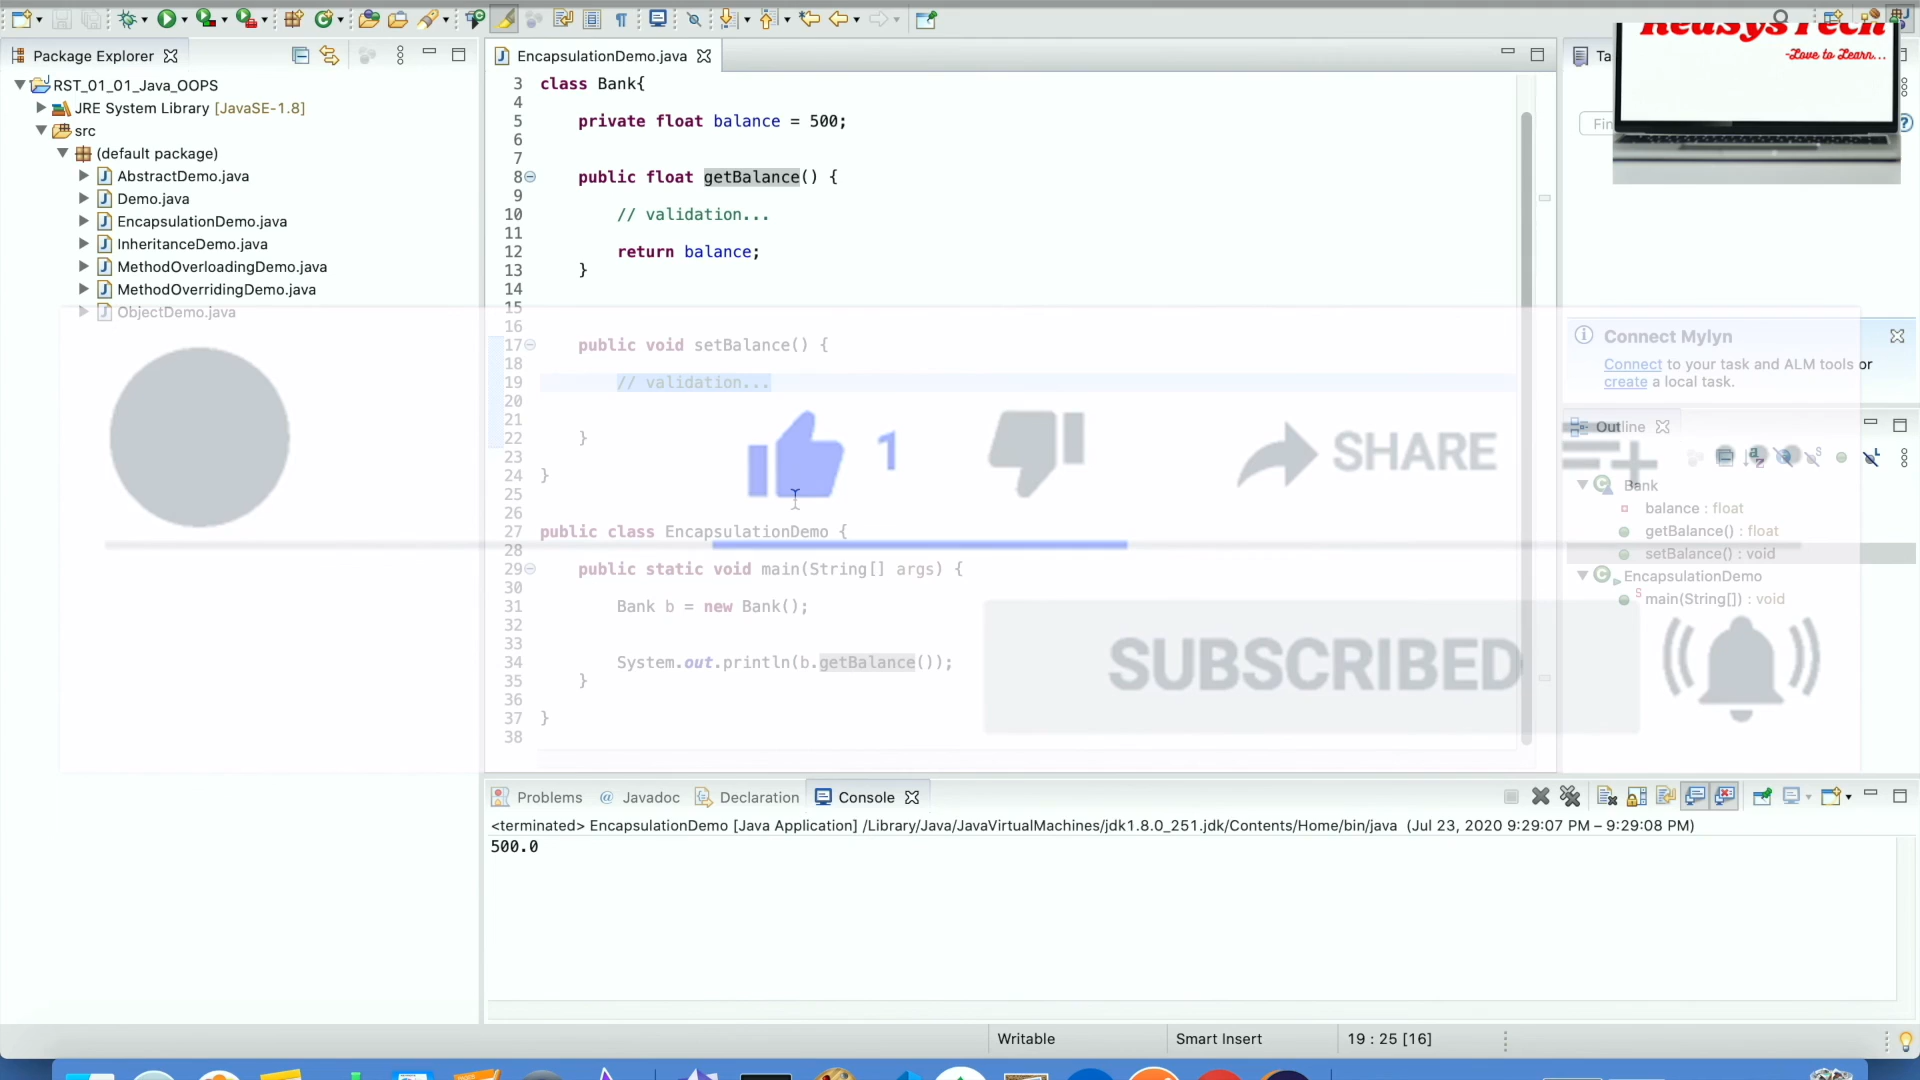 Package Explorer
EncapsulationDemo.java
Ta
RedSysTech
-Love to Learn...
RST_01_01_Java_OOPS
JRE System Library [JavaSE-1.8]
src
(default package)
AbstractDemo.java
Demo.java
EncapsulationDemo.java
InheritanceDemo.java
MethodOverloadingDemo.java
MethodOverridingDemo.java
ObjectDemo.java
3 class Bank{
4
5 private float balance = 500;
6
7
8 public float getBalance() {
9
10 // validation...
11
12 return balance;
13 }
14
15
16
17 public void setBalance() {
18
19 // validation...
20
21
22 }
23
24 }
25
26
27 public class EncapsulationDemo {
28
29 public static void main(String[] args) {
30
31 Bank b = new Bank();
32
33
34 System.out.println(b.getBalance());
35 }
36
37 }
38
1
SHARE
SUBSCRIBED
Fin
Connect Mylyn
Connect to your task and ALM tools or
create a local task.
Outline
Bank
balance : float
getBalance() : float
setBalance() : void
EncapsulationDemo
main(String[]) : void
Problems
Javadoc
Declaration
Console
<terminated> EncapsulationDemo [Java Application] /Library/Java/JavaVirtualMachines/jdk1.8.0_251.jdk/Contents/Home/bin/java (Jul 23, 2020 9:29:07 PM – 9:29:08 PM)
500.0
Writable
Smart Insert
19 : 25 [16]